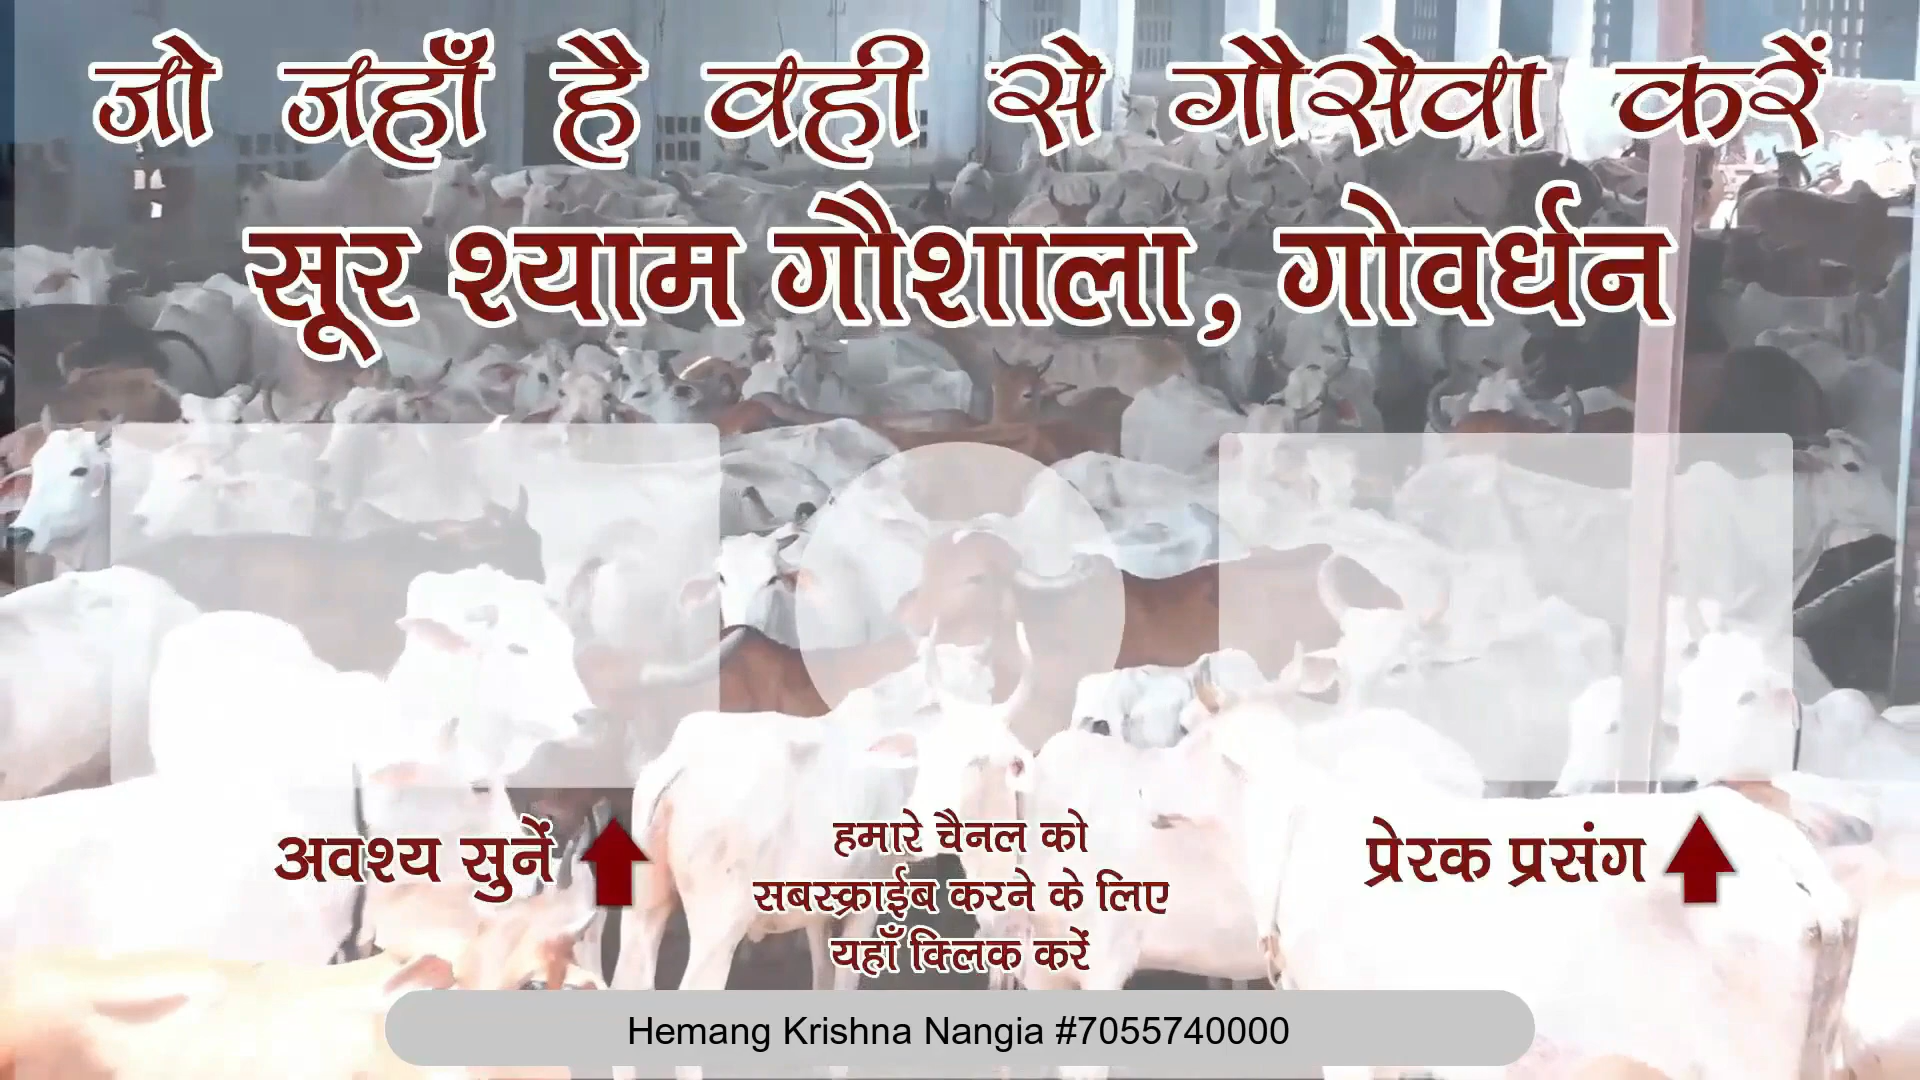 जो जहाँ है वही से गौसेवा करें
सूर श्याम गौशाला, गोवर्धन
अवश्य सुनें
हमारे चैनल को
सबस्क्राईब करने के लिए
यहाँ क्लिक करें
प्रेरक प्रसंग
Hemang Krishna Nangia #7055740000